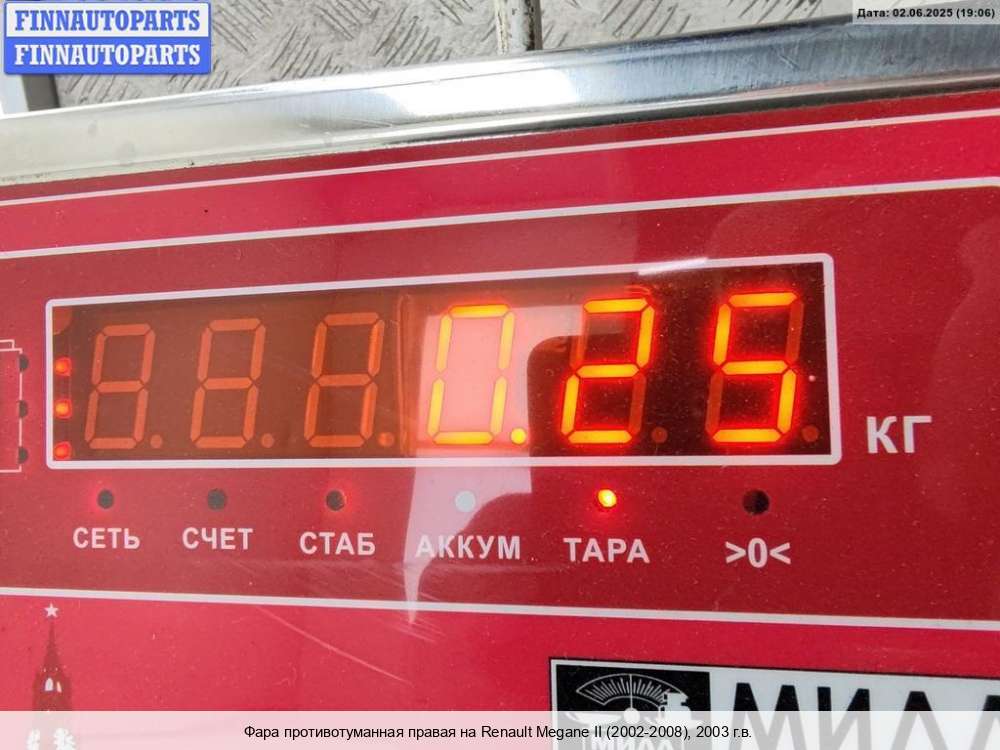 FINNAUTOPARTS
FINNAUTOPARTS
Дата: 02.06.2025 (19:06)
0.25
КГ
СЕТЬ СЧЕТ СТАБ АККУМ ТАРА >0<
МИДЛ
Фара противотуманная правая на Renault Megane II (2002-2008), 2003 г.в.